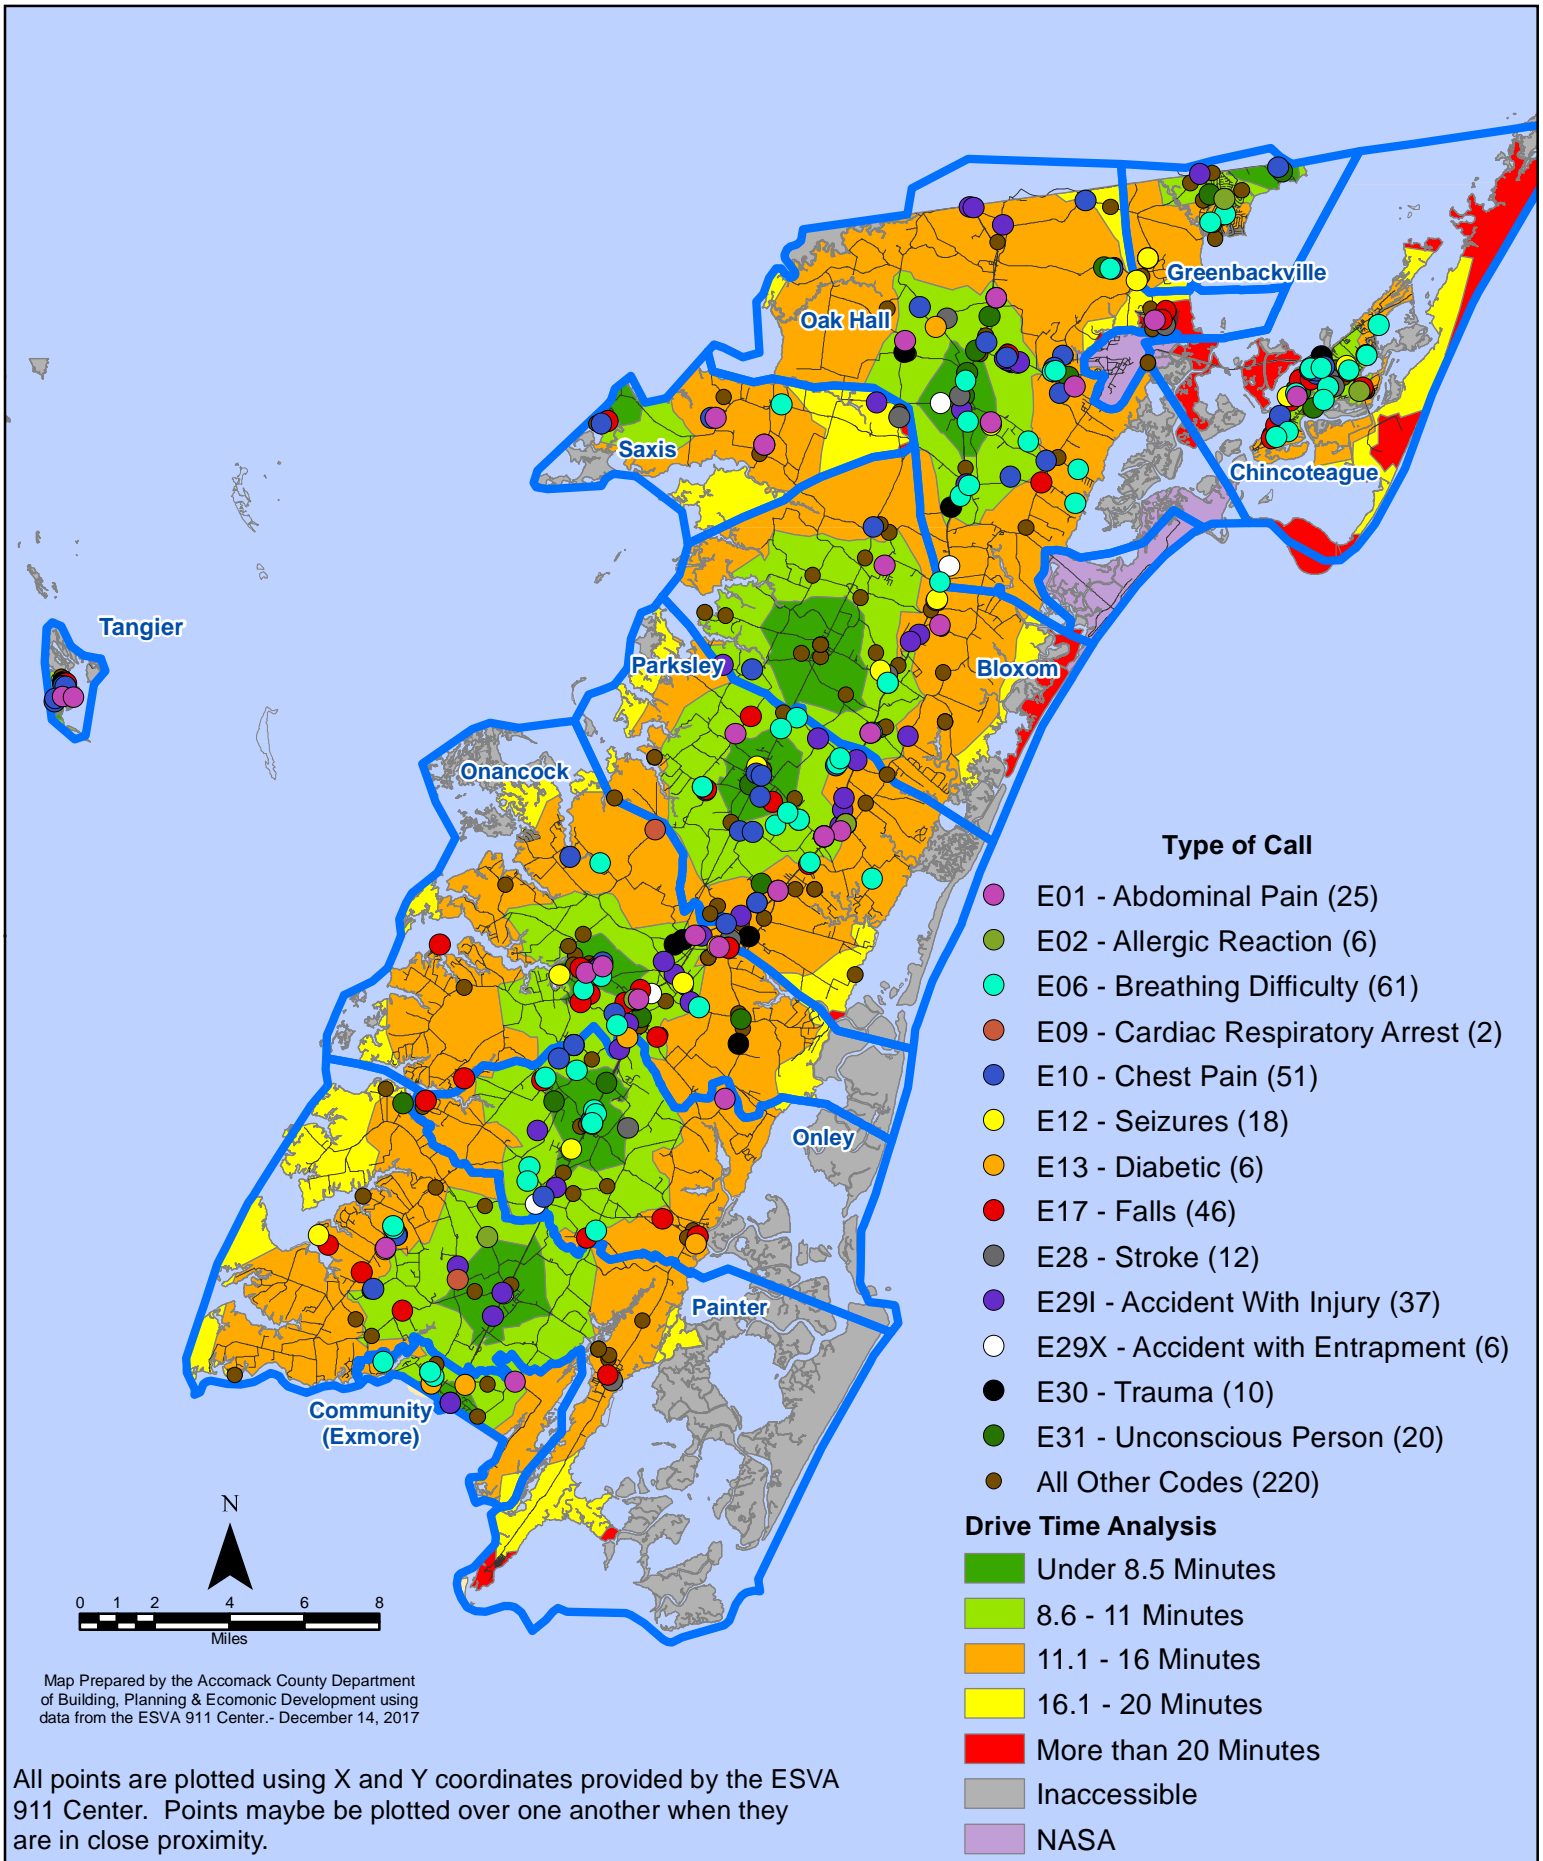 Greenbackville
Oak Hall
Saxis
Chincoteague
Tangier
Parksley
Bloxom
Onancock
Onley
Painter
Community
(Exmore)
Type of Call
E01 - Abdominal Pain (25)
E02 - Allergic Reaction (6)
E06 - Breathing Difficulty (61)
E09 - Cardiac Respiratory Arrest (2)
E10 - Chest Pain (51)
E12 - Seizures (18)
E13 - Diabetic (6)
E17 - Falls (46)
E28 - Stroke (12)
E29I - Accident With Injury (37)
E29X - Accident with Entrapment (6)
E30 - Trauma (10)
E31 - Unconscious Person (20)
All Other Codes (220)
Drive Time Analysis
Under 8.5 Minutes
8.6 - 11 Minutes
11.1 - 16 Minutes
16.1 - 20 Minutes
More than 20 Minutes
Inaccessible
NASA
N
0 1 2 4 6 8
Miles
Map Prepared by the Accomack County Department
of Building, Planning & Ecomonic Development using
data from the ESVA 911 Center.- December 14, 2017
All points are plotted using X and Y coordinates provided by the ESVA
911 Center. Points maybe be plotted over one another when they
are in close proximity.